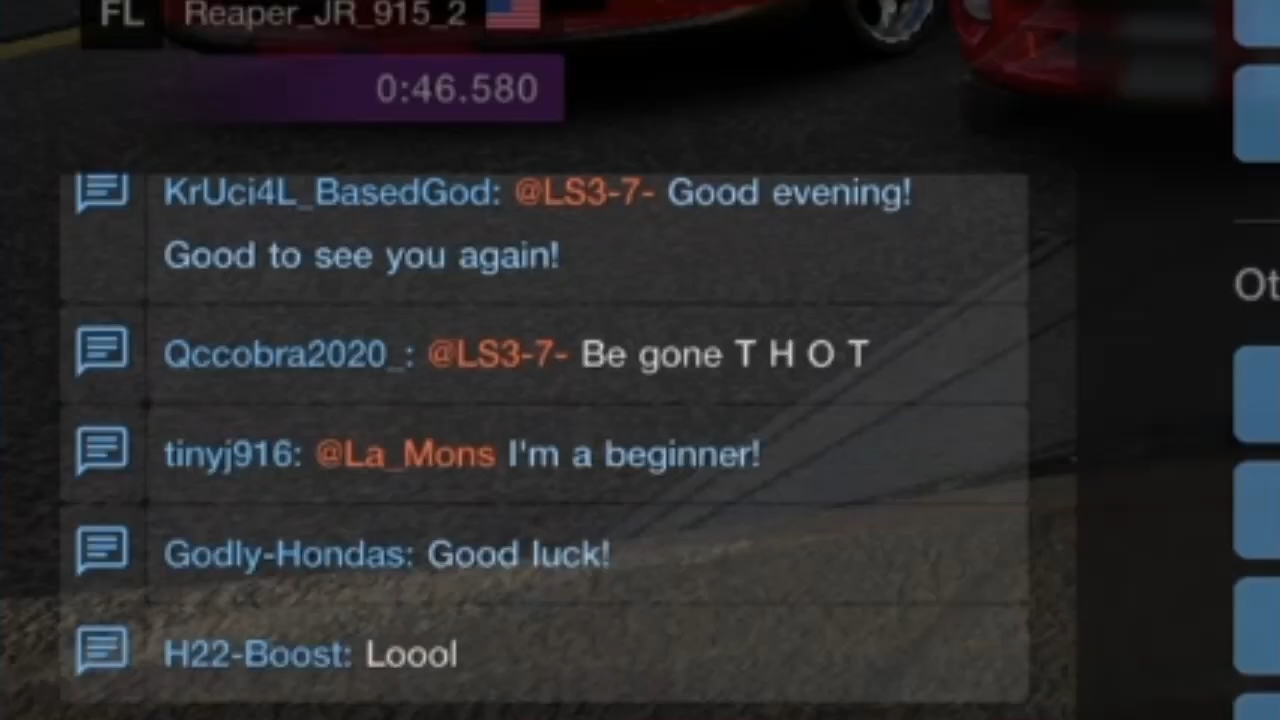 FL Reaper_JR_915_2
0:46.580
KrUci4L_BasedGod: @LS3-7- Good evening!
Good to see you again!
Qccobra2020_: @LS3-7- Be gone T H O T
tinyj916: @La_Mons I'm a beginner!
Godly-Hondas: Good luck!
H22-Boost: Loool
Ot